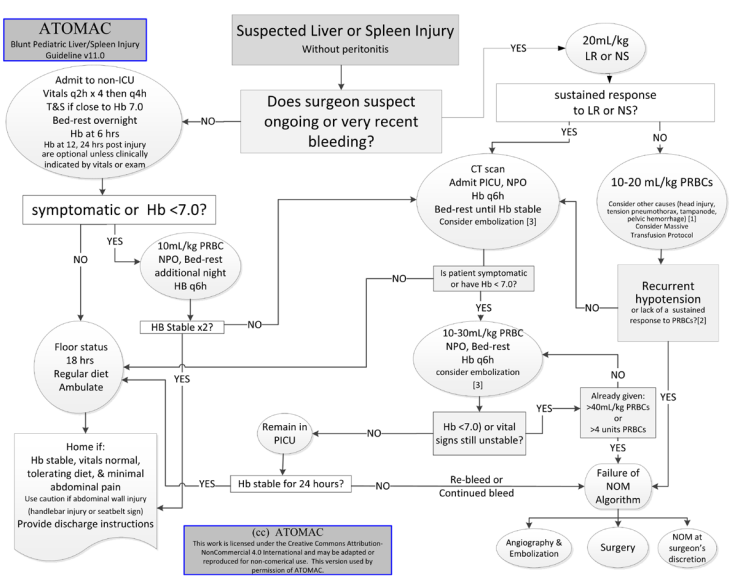 ATOMAC
Blunt Pediatric Liver/Spleen Injury
Guideline v11.0
Suspected Liver or Spleen Injury
Without peritonitis
YES
20mL/kg
LR or NS
Admit to non-ICU
Vitals q2h x 4 then q4h
T&S if close to Hb 7.0
Bed-rest overnight
Hb at 6 hrs
Hb at 12, 24 hrs post injury
are optional unless clinically
indicated by vitals or exam
NO
Does surgeon suspect
ongoing or very recent
bleeding?
sustained response
to LR or NS?
YES
NO
CT scan
Admit PICU, NPO
Hb q6h
Bed-rest until Hb stable
Consider embolization [3]
10-20 mL/kg PRBCs
Consider other causes (head injury,
tension pneumothorax, tampanode,
pelvic hemorrhage) [1]
Consider Massive
Transfusion Protocol
symptomatic or Hb <7.0?
YES
NO
10mL/kg PRBC
NPO, Bed-rest
additional night
HB q6h
NO
Is patient symptomatic
or have Hb < 7.0?
YES
Recurrent
hypotension
or lack of a sustained
response to PRBCs?[2]
NO
HB Stable x2?
NO
YES
10-30mL/kg PRBC
NPO, Bed-rest
Hb q6h
consider embolization
[3]
Floor status
18 hrs
Regular diet
Ambulate
NO
YES
Already given:
>40mL/kg PRBCs
or
>4 units PRBCs
YES
Remain in
PICU
NO
Hb <7.0) or vital
signs still unstable?
YES
Home if:
Hb stable, vitals normal,
tolerating diet, & minimal
abdominal pain
Use caution if abdominal wall injury
(handlebar injury or seatbelt sign)
Provide discharge instructions
YES
Hb stable for 24 hours?
NO
Re-bleed or
Continued bleed
Failure of
NOM
Algorithm
(cc) ATOMAC
This work is licensed under the Creative Commons Attribution-
NonCommercial 4.0 International and may be adapted or
reproduced for non-comerical use. This version used by
permission of ATOMAC.
Angiography &
Embolization
Surgery
NOM at
surgeon's
discretion